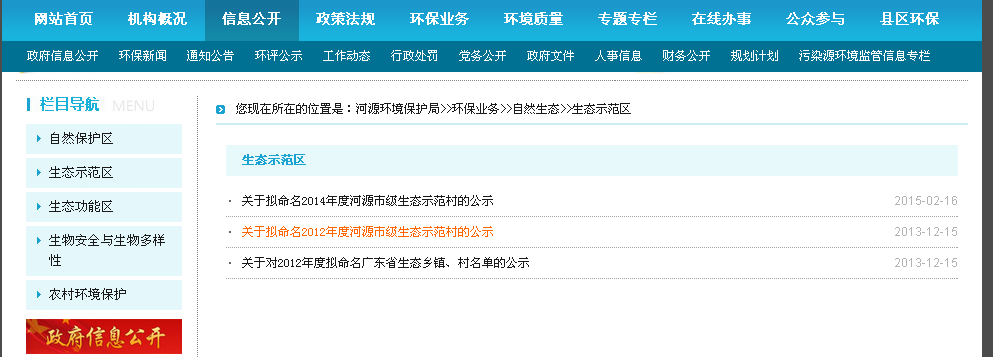 网站首页 机构概况 信息公开 政策法规 环保业务 环境质量 专题专栏 在线办事 公众参与 县区环保
政府信息公开 环保新闻 通知公告 环评公示 工作动态 行政处罚 党务公开 政府文件 人事信息 财务公开 规划计划 污染源环境监管信息专栏
栏目导航 MENU
自然保护区
生态示范区
生态功能区
生物安全与生物多样
性
农村环境保护
政府信息公开
您现在所在的位置是：河源环境保护局>>环保业务>>自然生态>>生态示范区
生态示范区
· 关于拟命名2014年度河源市级生态示范村的公示 2015-02-16
· 关于拟命名2012年度河源市级生态示范村的公示 2013-12-15
· 关于对2012年度拟命名广东省生态乡镇、村名单的公示 2013-12-15